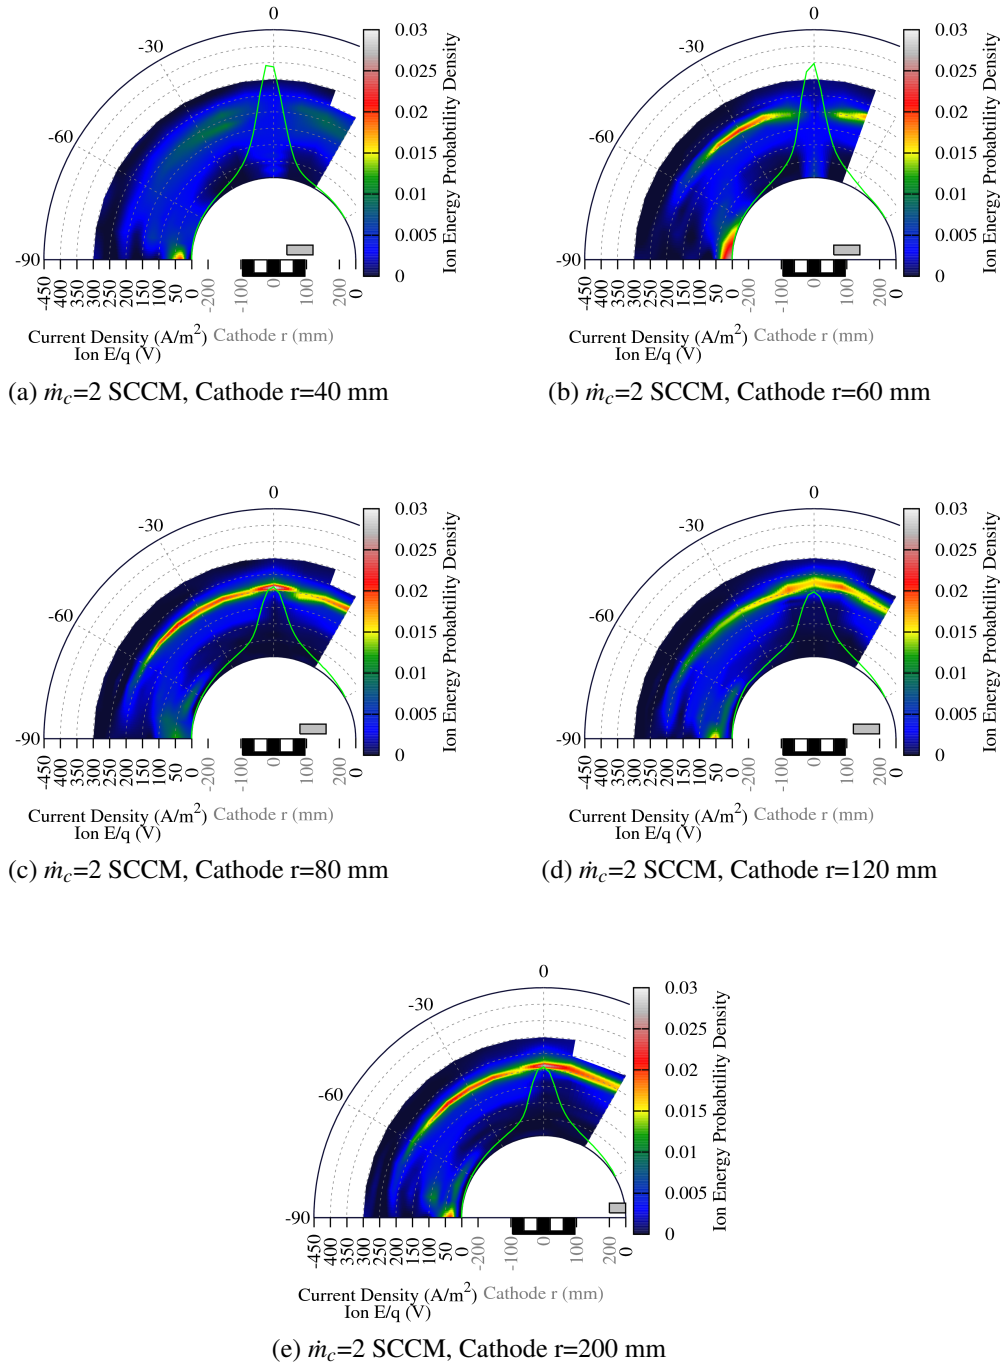 0
-30
-60
-90
-450 400 350 300 250 200 150 100 50 0
-200 -100 0 100 200 0
Current Density (A/m2) Cathode r (mm)
Ion E/q (V)
0.03
0.025
0.02
0.015
0.01
0.005
0
Ion Energy Probabtility Density
(a) ṁc=2 SCCM, Cathode r=40 mm
0
-30
-60
-90
-450 400 350 300 250 200 150 100 50 0
-200 -100 0 100 200 0
Current Density (A/m2) Cathode r (mm)
Ion E/q (V)
0.03
0.025
0.02
0.015
0.01
0.005
0
Ion Energy Probabtility Density
(b) ṁc=2 SCCM, Cathode r=60 mm
0
-30
-60
-90
-450 400 350 300 250 200 150 100 50 0
-200 -100 0 100 200 0
Current Density (A/m2) Cathode r (mm)
Ion E/q (V)
0.03
0.025
0.02
0.015
0.01
0.005
0
Ion Energy Probabtility Density
(c) ṁc=2 SCCM, Cathode r=80 mm
0
-30
-60
-90
-450 400 350 300 250 200 150 100 50 0
-200 -100 0 100 200 0
Current Density (A/m2) Cathode r (mm)
Ion E/q (V)
0.03
0.025
0.02
0.015
0.01
0.005
0
Ion Energy Probabtility Density
(d) ṁc=2 SCCM, Cathode r=120 mm
0
-30
-60
-90
-450 400 350 300 250 200 150 100 50 0
-200 -100 0 100 200 0
Current Density (A/m2) Cathode r (mm)
Ion E/q (V)
0.03
0.025
0.02
0.015
0.01
0.005
0
Ion Energy Probabtility Density
(e) ṁc=2 SCCM, Cathode r=200 mm